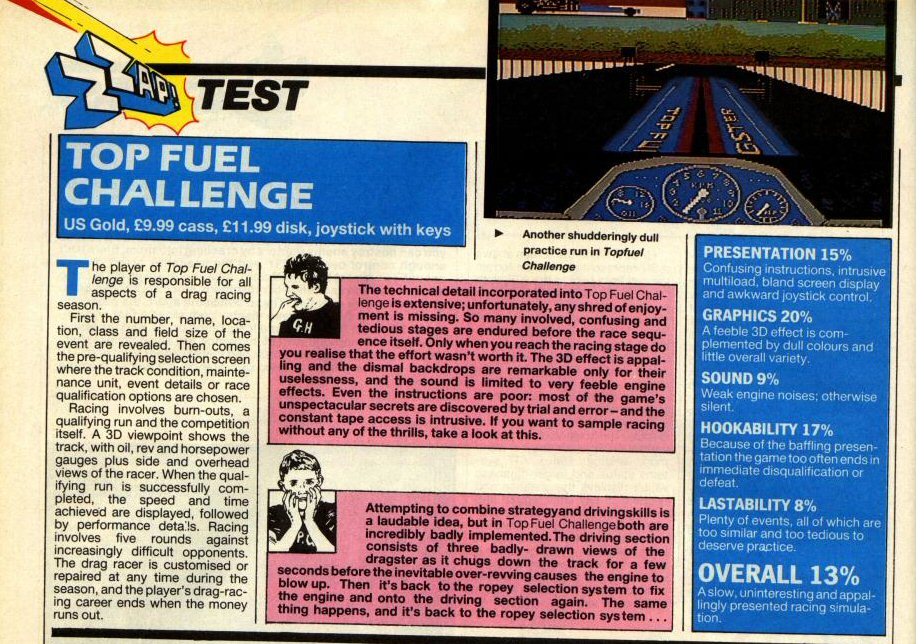 ZZAP! TEST
TOP FUEL
CHALLENGE
US Gold, £9.99 cass, £11.99 disk, joystick with keys
Another shudderingly dull
practice run in Topfuel
Challenge
The player of Top Fuel Chal-
lenge is responsible for all
aspects of a drag racing
season.
First the number, name, loca-
tion, class and field size of the
event are revealed. Then comes
the pre-qualifying selection screen
where the track condition, mainte-
nance unit, event details or race
qualification options are chosen.
Racing involves burn-outs, a
qualifying run and the competition
itself. A 3D viewpoint shows the
track, with oil, rev and horsepower
gauges plus side and overhead
views of the racer. When the qual-
ifying run is successfully com-
pleted, the speed and time
achieved are displayed, followed
by performance details. Racing
involves five rounds against
increasingly difficult opponents.
The drag racer is customised or
repaired at any time during the
season, and the player's drag-rac-
ing career ends when the money
runs out.
G.H
The technical detail incorporated into Top Fuel Chal-
lenge is extensive; unfortunately, any shred of enjoy-
ment is missing. So many involved, confusing and
tedious stages are endured before the race sequ-
ence itself. Only when you reach the racing stage do
you realise that the effort wasn't worth it. The 3D effect is appal-
ling and the dismal backdrops are remarkable only for their
uselessness, and the sound is limited to very feeble engine
effects. Even the instructions are poor: most of the game's
unspectacular secrets are discovered by trial and error – and the
constant tape access is intrusive. If you want to sample racing
without any of the thrills, take a look at this.
P.G
Attempting to combine strategy and driving skills is
a laudable idea, but in Top Fuel Challenge both are
incredibly badly implemented. The driving section
consists of three badly- drawn views of the
dragster as it chugs down the track for a few
seconds before the inevitable over-revving causes the engine to
blow up. Then it's back to the ropey selection system to fix
the engine and onto the driving section again. The same
thing happens, and it's back to the ropey selection system . . .
PRESENTATION 15%
Confusing instructions, intrusive
multiload, bland screen display
and awkward joystick control.
GRAPHICS 20%
A feeble 3D effect is com-
plemented by dull colours and
little overall variety.
SOUND 9%
Weak engine noises; otherwise
silent.
HOOKABILITY 17%
Because of the baffling presen-
tation the game too often ends in
immediate disqualification or
defeat.
LASTABILITY 8%
Plenty of events, all of which are
too similar and too tedious to
deserve practice.
OVERALL 13%
A slow, uninteresting and appal-
lingly presented racing simula-
tion.